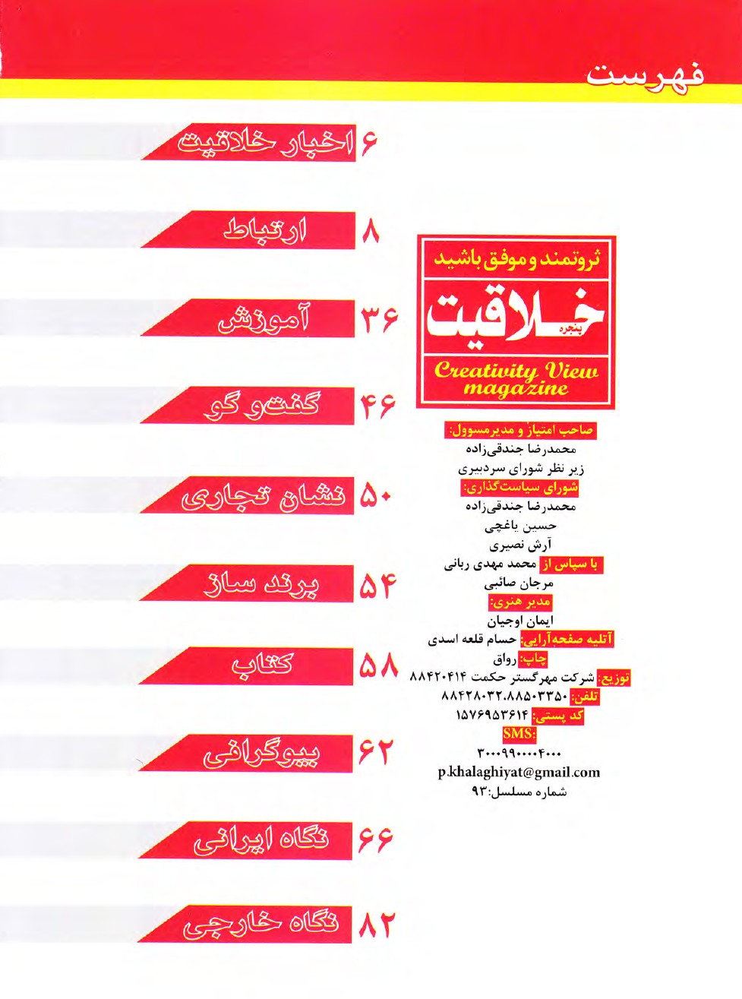 فهرست
۶ اخبار خلاقیت
۸ ارتباط
۳۶ آموزش
۴۶ گفت‌و گو
۵۰ نشان تجاری
۵۴ برند ساز
۵۸ کتاب
۶۲ بیوگرافی
۶۶ نگاه ایرانی
۸۲ نگاه خارجی
ثروتمند و موفق باشید
پنجره خلاقیت
Creativity View
magazine
صاحب امتیاز و مدیرمسوول:
محمدرضا جندقی‌زاده
زیر نظر شورای سردبیری
شورای سیاست‌گذاری:
محمدرضا جندقی‌زاده
حسین یاغچی
آرش نصیری
با سپاس از محمد مهدی ربانی
مرجان صائبی
مدیر هنری:
ایمان اوجیان
آتلیه صفحه‌آرایی: حسام قلعه اسدی
چاپ: رواق
توزیع: شرکت مهرگستر حکمت ۸۸۴۲۰۴۱۴
تلفن: ۸۸۴۲۸۰۳۲،۸۸۵۰۳۳۵۰
کد پستی: ۱۵۷۶۹۵۳۶۱۴
SMS:
۳۰۰۰۹۹۰۰۰۰۴۰۰۰
p.khalaghiyat@gmail.com
شماره مسلسل:۹۳